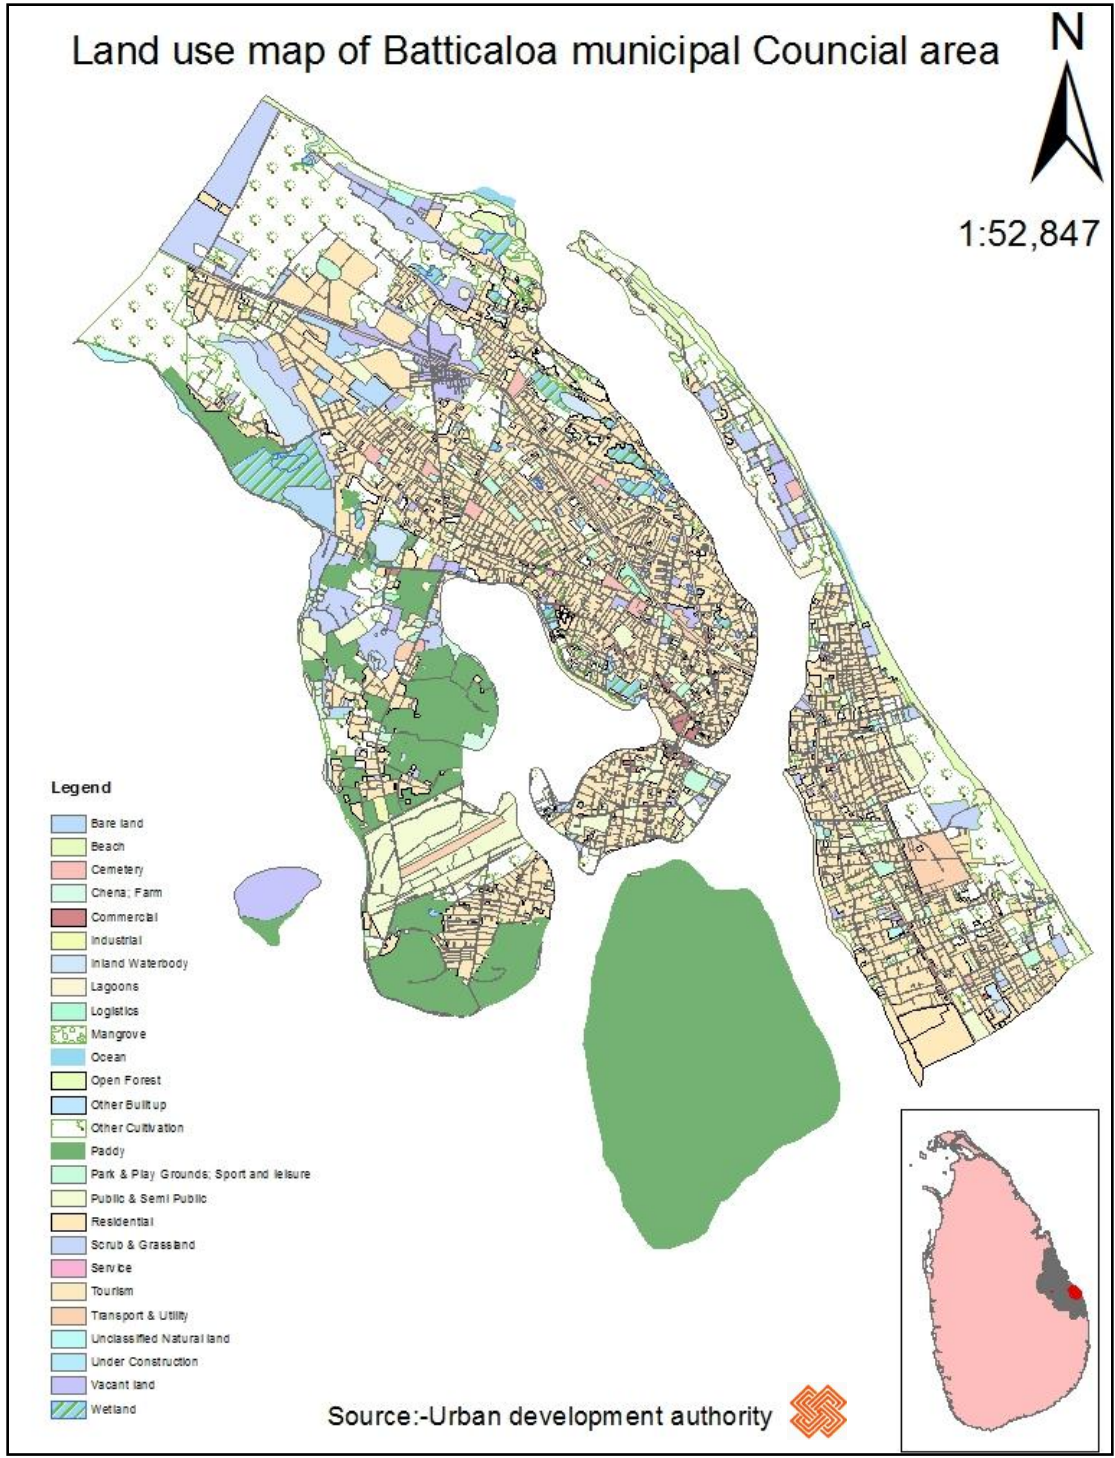 Land use map of Batticaloa municipal Councial area
N
1:52,847
Legend
Bare land
Beach
Cemetery
Chena; Farm
Commercial
Industrial
Inland Waterbody
Lagoons
Logistics
Mangrove
Ocean
Open Forest
Other Builtup
Other Cultivation
Paddy
Park & Play Grounds; Sport and leisure
Public & Semi Public
Residential
Scrub & Grassland
Service
Tourism
Transport & Utility
Unclassified Natural land
Under Construction
Vacant land
Wetland
Source:-Urban development authority